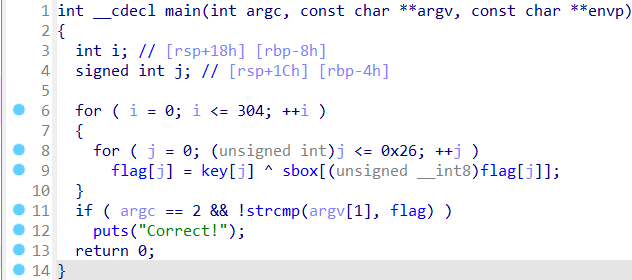 1 int __cdecl main(int argc, const char **argv, const char **envp)
2 {
3 int i; // [rsp+18h] [rbp-8h]
4 signed int j; // [rsp+1Ch] [rbp-4h]
5
6 for ( i = 0; i <= 304; ++i )
7 {
8 for ( j = 0; (unsigned int)j <= 0x26; ++j )
9 flag[j] = key[j] ^ sbox[(unsigned __int8)flag[j]];
10 }
11 if ( argc == 2 && !strcmp(argv[1], flag) )
12 puts("Correct!");
13 return 0;
14 }